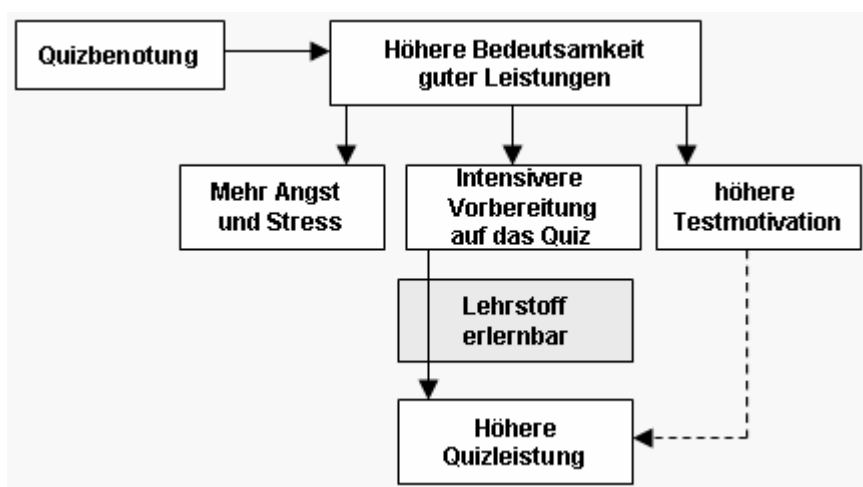 Quizbenotung
Höhere Bedeutsamkeit
guter Leistungen
Mehr Angst
und Stress
Intensivere
Vorbereitung
auf das Quiz
höhere
Testmotivation
Lehrstoff
erlernbar
Höhere
Quizleistung